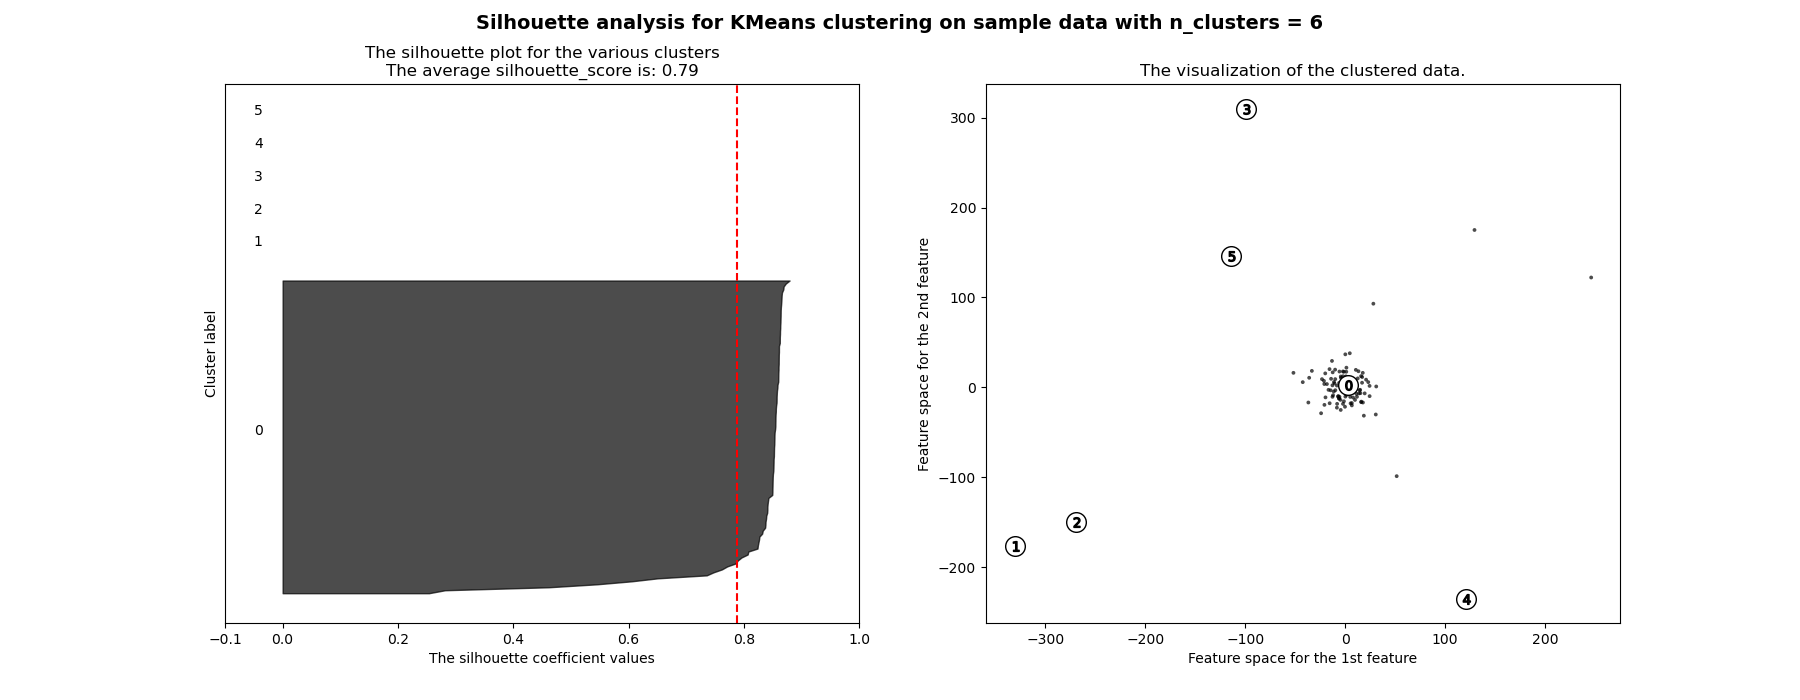 Silhouette analysis for KMeans clustering on sample data with n_clusters = 6
The silhouette plot for the various clusters
The average silhouette_score is: 0.79
5
4
3
2
1
0
Cluster label
−0.1 0.0 0.2 0.4 0.6 0.8 1.0
The silhouette coefficient values
The visualization of the clustered data.
300
200
100
0
−100
−200
Feature space for the 2nd feature
3
5
0
2
1
4
−300 −200 −100 0 100 200
Feature space for the 1st feature